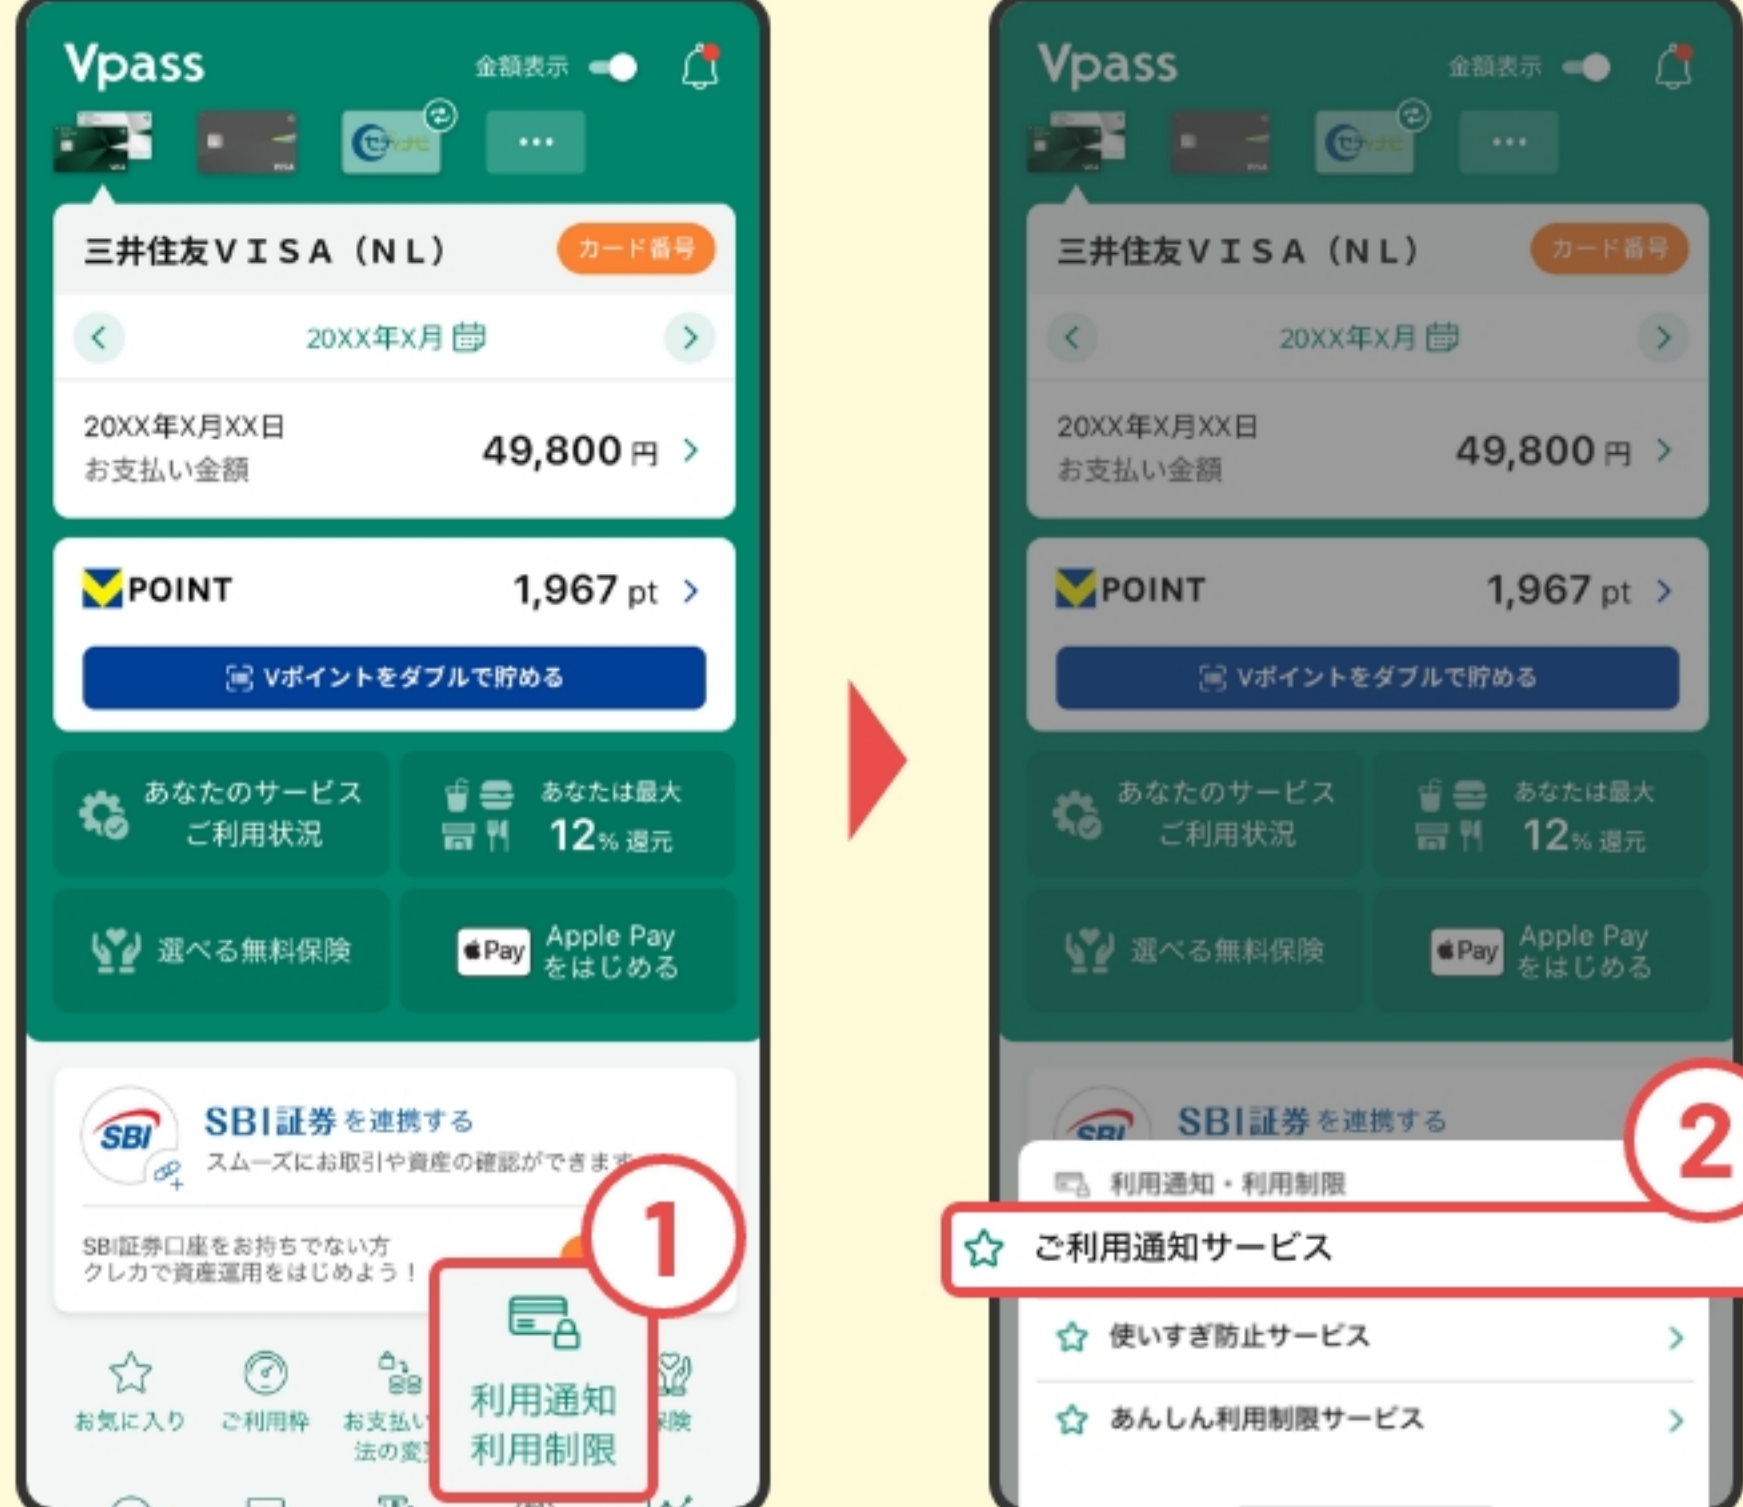 Vpass
金額表示
三井住友VISA（NL）
カード番号
20XX年X月
20XX年X月XX日
お支払い金額
49,800 円
POINT
1,967 pt
Vポイントをダブルで貯める
あなたのサービス
ご利用状況
あなたは最大
12% 還元
選べる無料保険
Pay
Apple Pay
をはじめる
SBI
SBI証券を連携する
スムーズにお取引や資産の確認ができます
SBI証券口座をお持ちでない方
クレカで資産運用をはじめよう！
1
利用通知
利用制限
お気に入り
ご利用枠
お支払い
法の変
険
Vpass
金額表示
三井住友VISA（NL）
カード番号
20XX年X月
20XX年X月XX日
お支払い金額
49,800 円
POINT
1,967 pt
Vポイントをダブルで貯める
あなたのサービス
ご利用状況
あなたは最大
12% 還元
選べる無料保険
Pay
Apple Pay
をはじめる
SBI
SBI証券を連携する
2
利用通知・利用制限
ご利用通知サービス
使いすぎ防止サービス
あんしん利用制限サービス